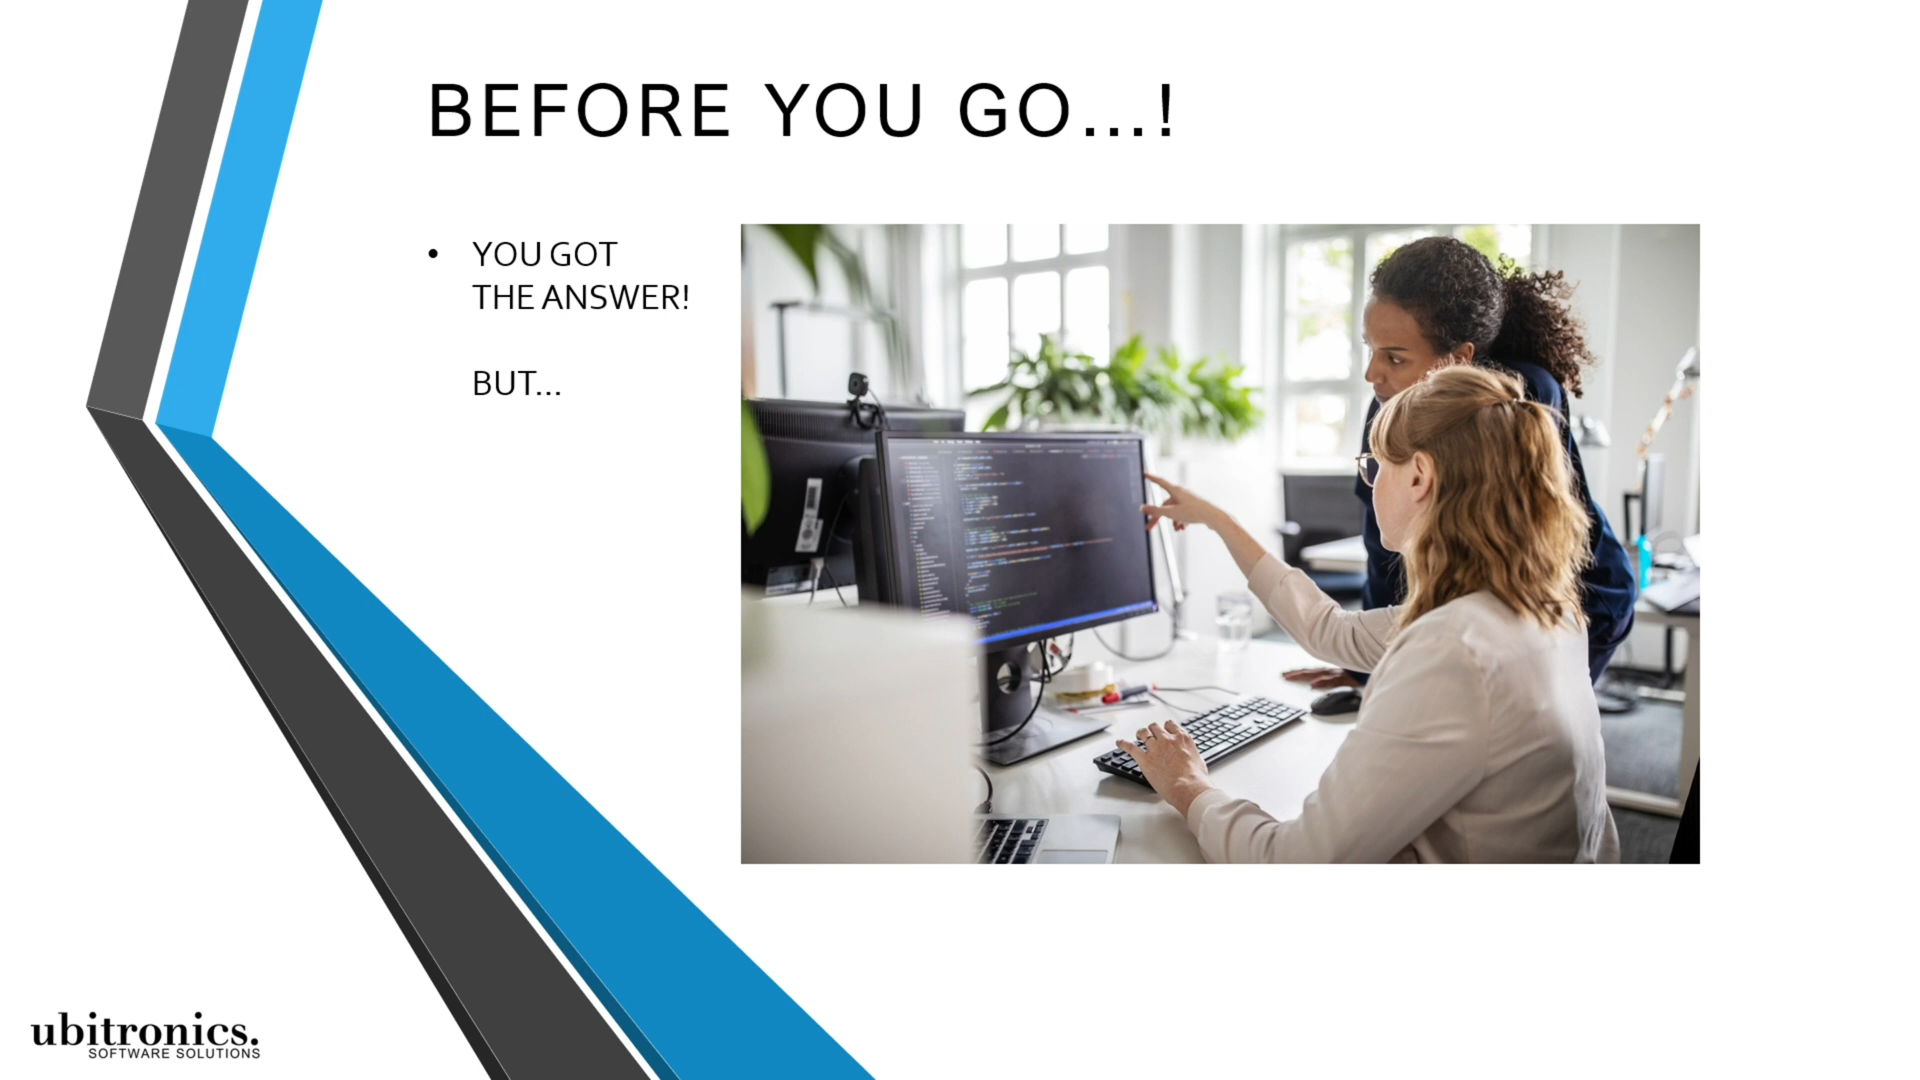 BEFORE YOU GO...!
• YOU GOT
THE ANSWER!
BUT...
ubitronics.
SOFTWARE SOLUTIONS